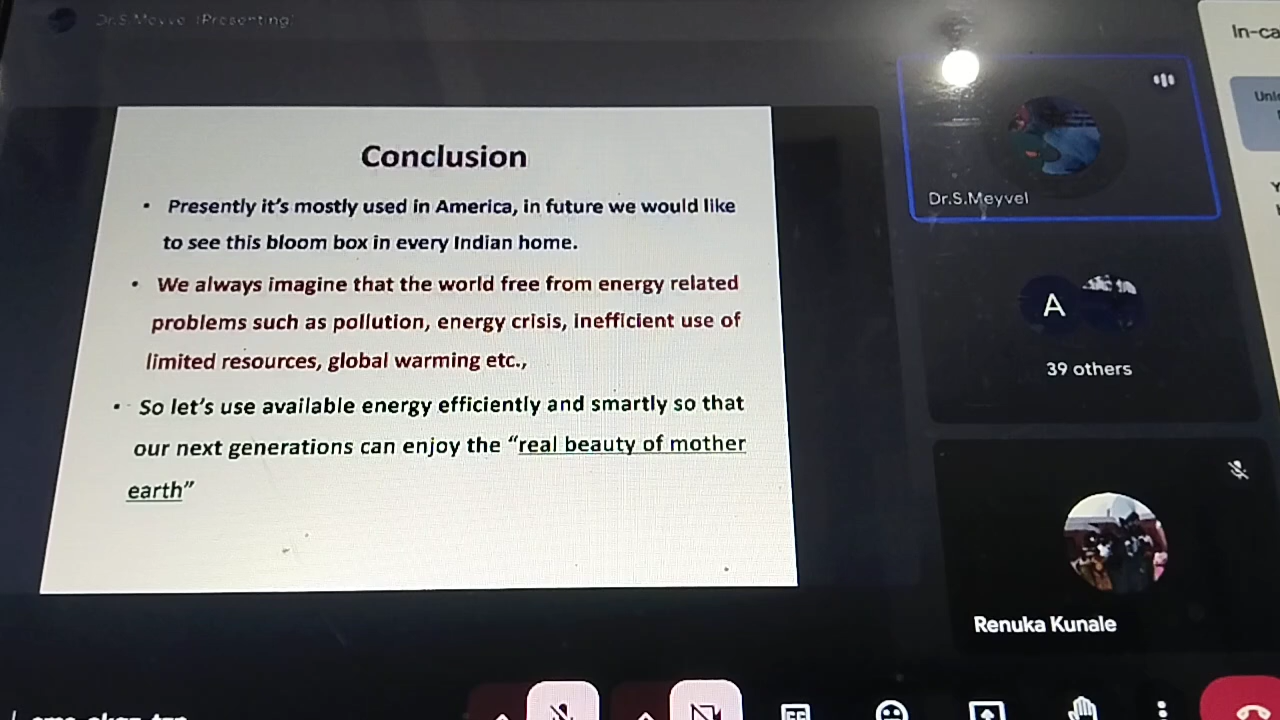 Dr.S.Meyvel (Presenting)
Conclusion
• Presently it's mostly used in America, in future we would like
to see this bloom box in every Indian home.
• We always imagine that the world free from energy related
problems such as pollution, energy crisis, inefficient use of
limited resources, global warming etc.,
• So let's use available energy efficiently and smartly so that
our next generations can enjoy the "real beauty of mother
earth"
In-ca
Dr.S.Meyvel
A
39 others
Renuka Kunale